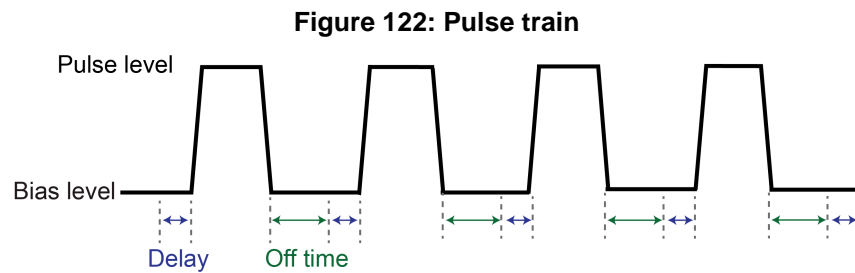 Figure 122: Pulse train
Pulse level
Bias level
Delay
Off time